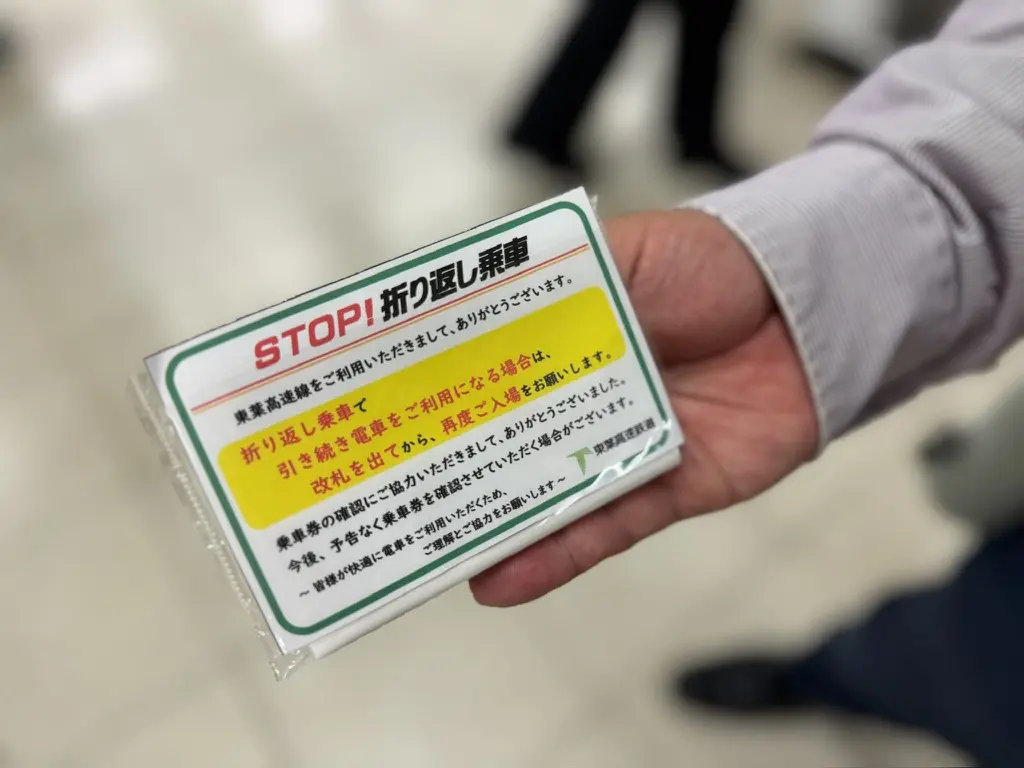 STOP! 折り返し乗車
東葉高速線をご利用いただきまして、ありがとうございます。
折り返し乗車で
引き続き電車をご利用になる場合は、
改札を出てから、再度ご入場をお願いします。
乗車券の確認にご協力いただきまして、ありがとうございました。
今後、予告なく乗車券を確認させていただく場合がございます。
～ 皆様が快適に電車をご利用いただくため、
ご理解とご協力をお願いします～
東葉高速鉄道